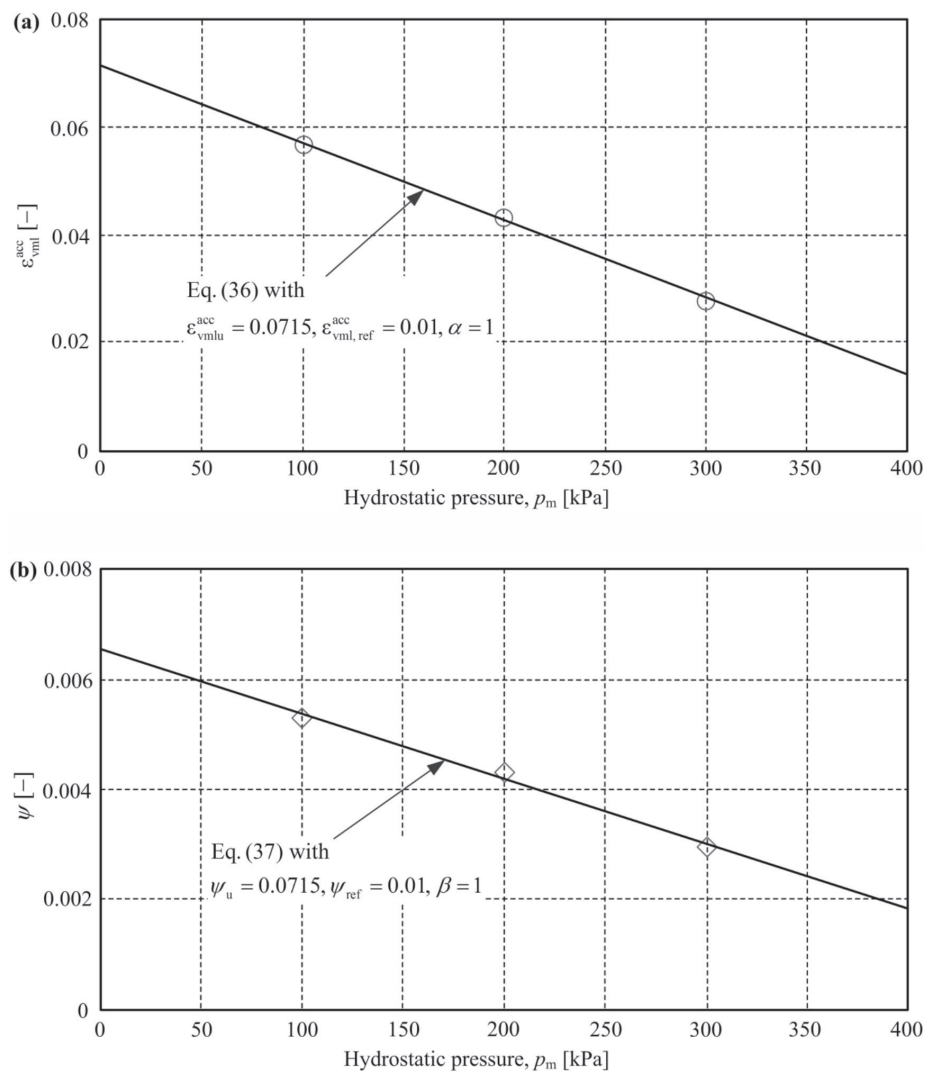 (a)
0.08
0.06
0.04
0.02
0
ε^acc_vml [−]
Eq. (36) with
ε^acc_vmlu = 0.0715, ε^acc_vml, ref = 0.01, α = 1
0 50 100 150 200 250 300 350 400
Hydrostatic pressure, p_m [kPa]
(b)
0.008
0.006
0.004
0.002
0
ψ [−]
Eq. (37) with
ψ_u = 0.0715, ψ_ref = 0.01, β = 1
0 50 100 150 200 250 300 350 400
Hydrostatic pressure, p_m [kPa]